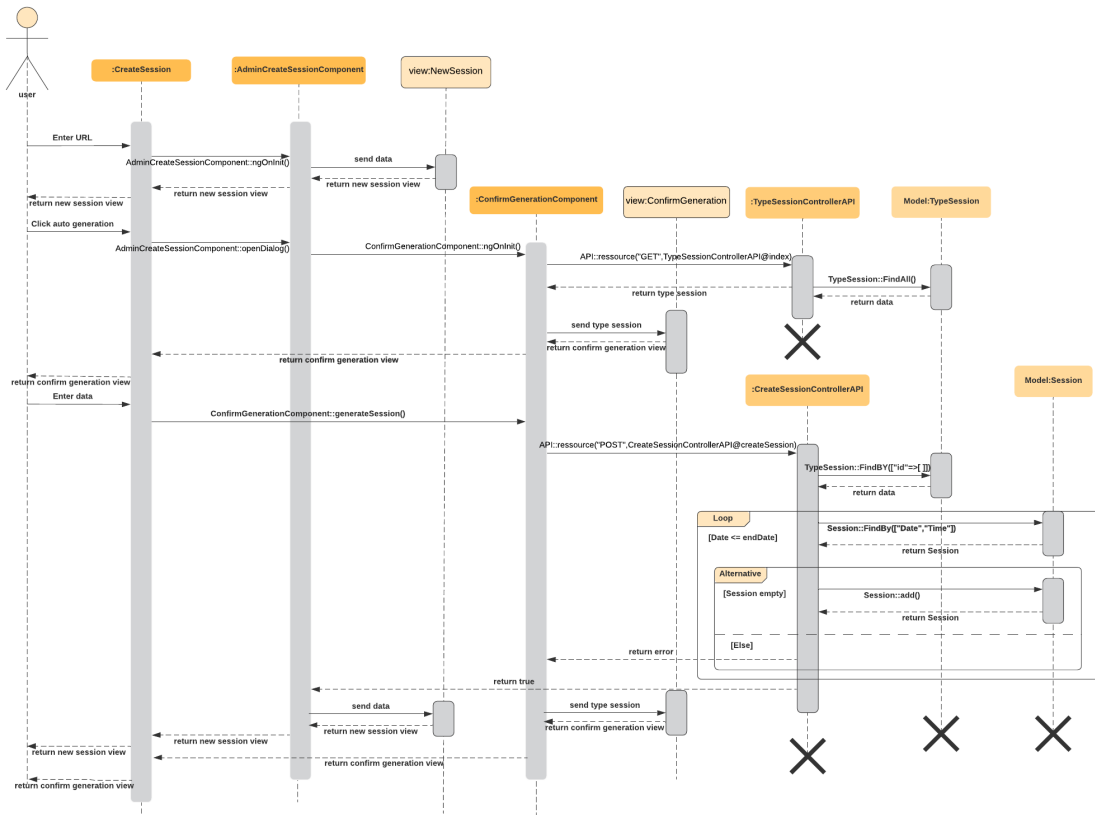 user
:CreateSession
:AdminCreateSessionComponent
view:NewSession
Enter URL
AdminCreateSessionComponent::ngOnInit()
send data
return new session view
return new session view
return new session view
:ConfirmGenerationComponent
view:ConfirmGeneration
:TypeSessionControllerAPI
Model:TypeSession
Click auto generation
AdminCreateSessionComponent::openDialog()
ConfirmGenerationComponent::ngOnInit()
API::ressource("GET",TypeSessionControllerAPI@index)
TypeSession::FindAll()
return type session
return data
send type session
return confirm generation view
return confirm generation view
return confirm generation view
:CreateSessionControllerAPI
Model:Session
Enter data
ConfirmGenerationComponent::generateSession()
API::ressource("POST",CreateSessionControllerAPI@createSession)
TypeSession::FindBY(["id"=>[ ]])
return data
Loop
[Date <= endDate]
Session::FindBy(["Date","Time"])
return Session
Alternative
[Session empty]
Session::add()
return Session
[Else]
return error
return true
send data
send type session
return new session view
return confirm generation view
return new session view
return new session view
return confirm generation view
return confirm generation view